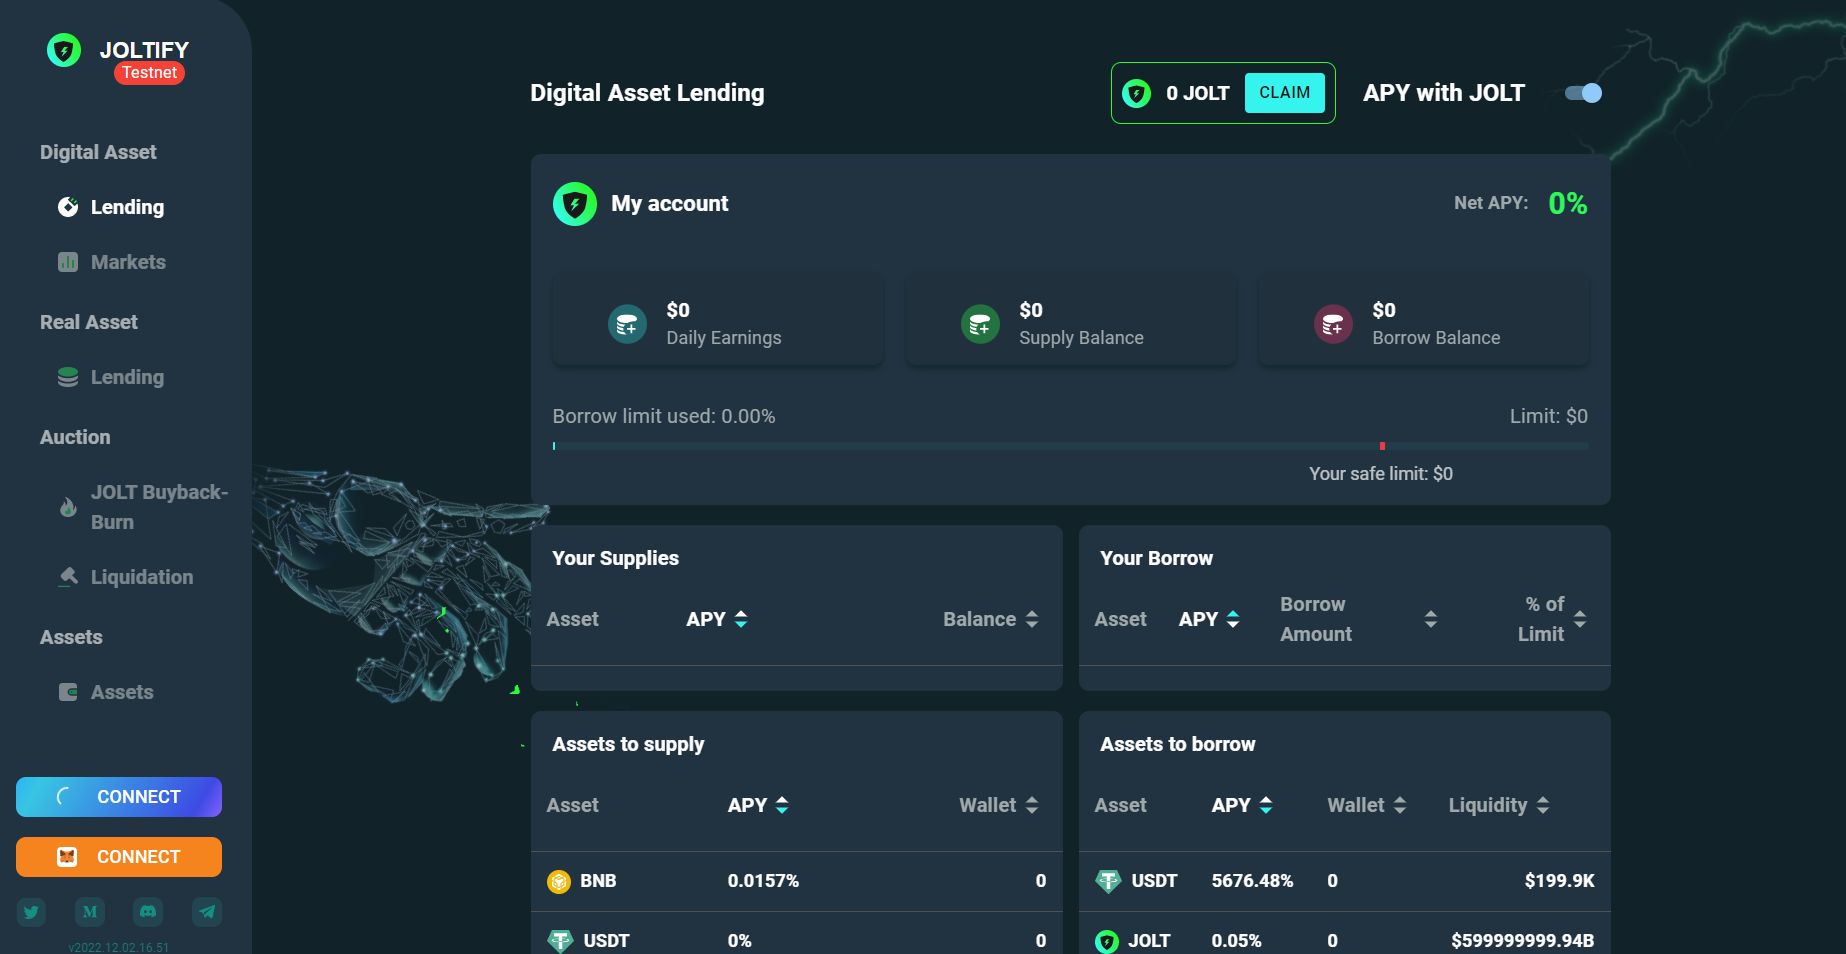 JOLTIFY
Testnet
Digital Asset
Lending
Markets
Real Asset
Lending
Auction
JOLT Buyback-
Burn
Liquidation
Assets
Assets
CONNECT
CONNECT
M
v2022.12.02.16.51
Digital Asset Lending
0 JOLT
CLAIM
APY with JOLT
My account
Net APY:
0%
$0
Daily Earnings
$0
Supply Balance
$0
Borrow Balance
Borrow limit used: 0.00%
Limit: $0
Your safe limit: $0
Your Supplies
Asset
APY
Balance
Your Borrow
Asset
APY
Borrow
Amount
% of
Limit
Assets to supply
Asset
APY
Wallet
BNB
0.0157%
0
USDT
0%
0
Assets to borrow
Asset
APY
Wallet
Liquidity
USDT
5676.48%
0
$199.9K
JOLT
0.05%
0
$599999999.94B